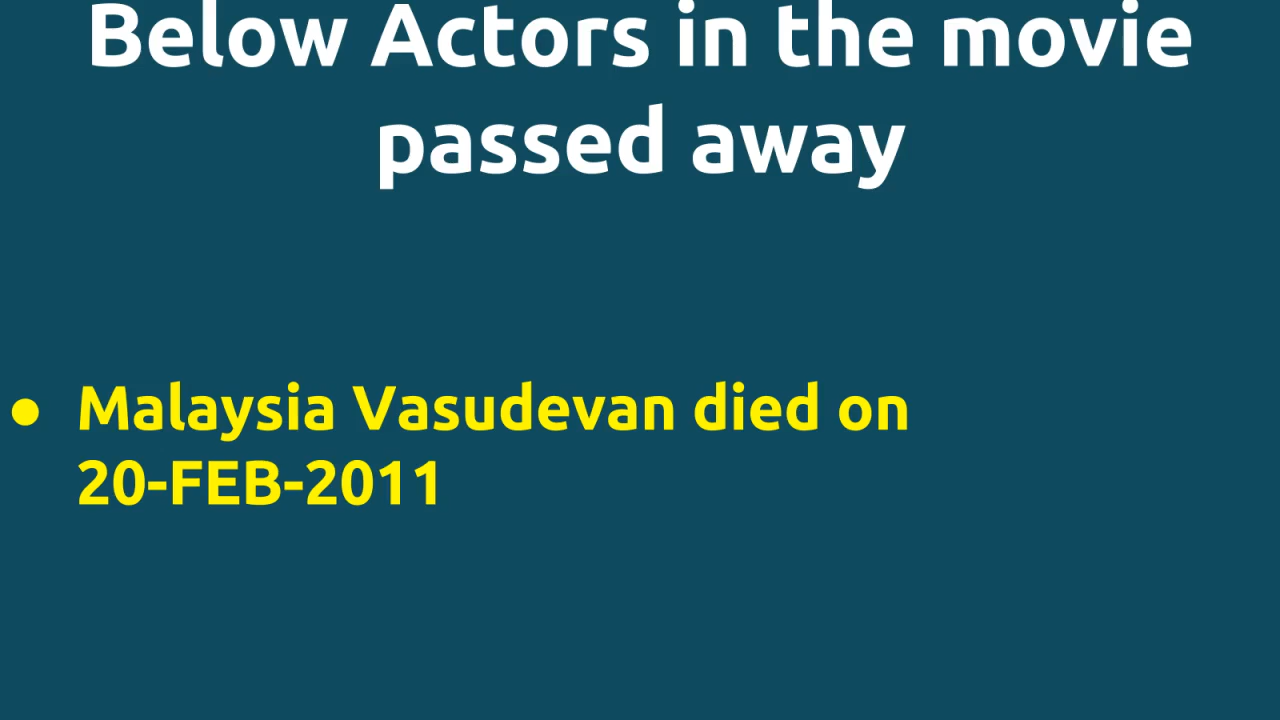 Below Actors in the movie
passed away
● Malaysia Vasudevan died on
20-FEB-2011